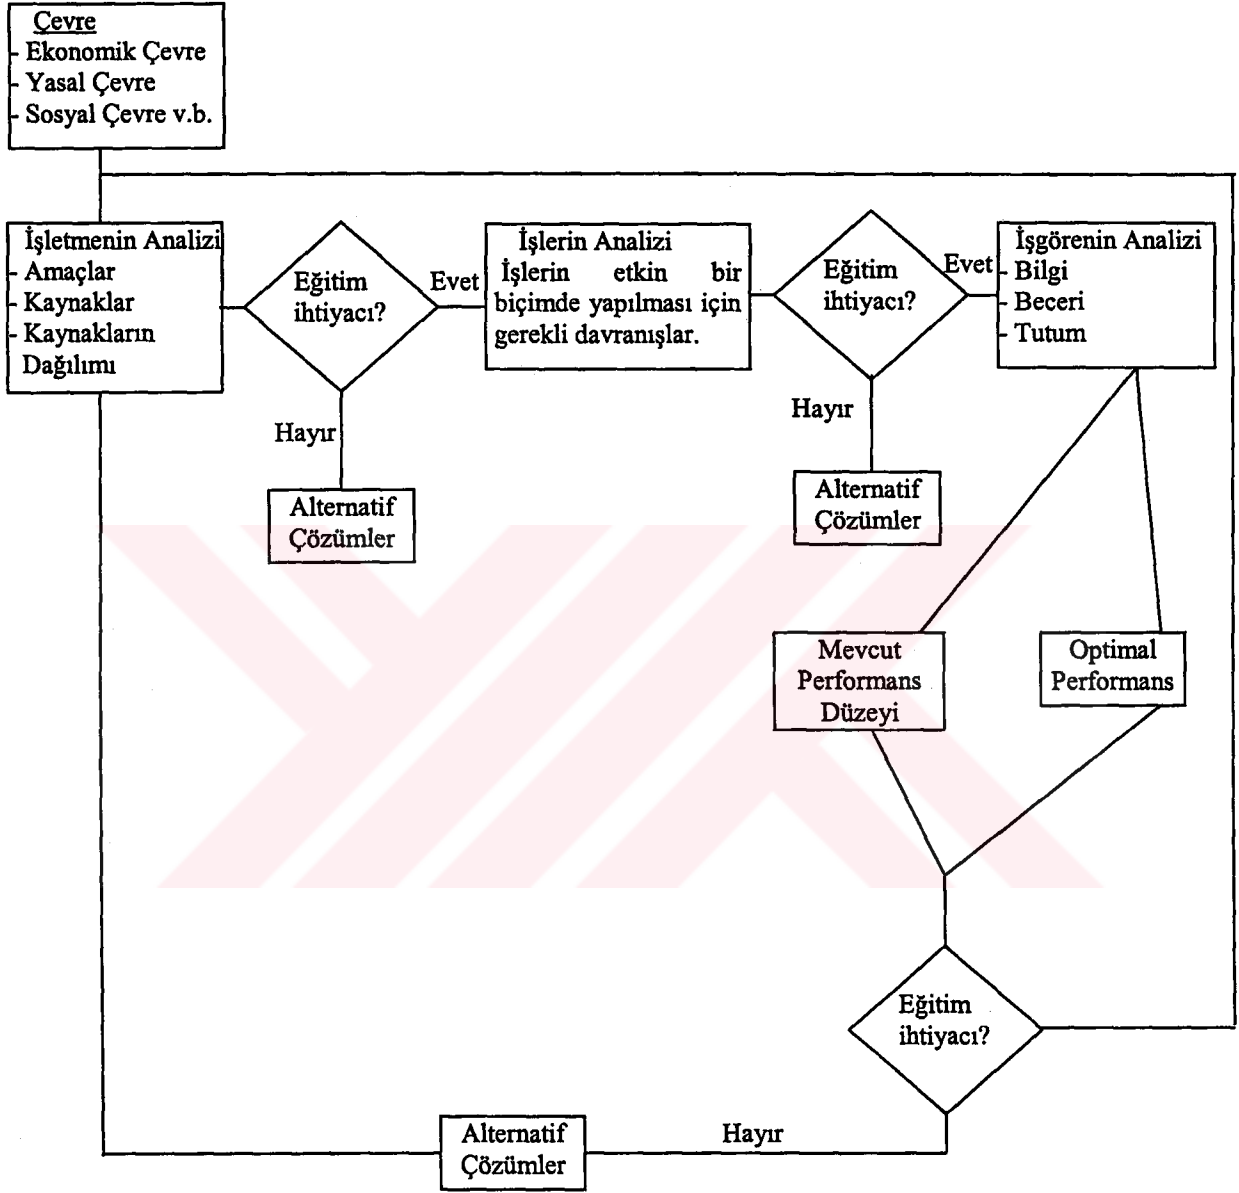 Çevre
- Ekonomik Çevre
- Yasal Çevre
- Sosyal Çevre v.b.
İşletmenin Analizi
- Amaçlar
- Kaynaklar
- Kaynakların
Dağılımı
Eğitim
ihtiyacı?
Evet
Hayır
Alternatif
Çözümler
İşlerin Analizi
İşlerin etkin bir
biçimde yapılması için
gerekli davranışlar.
Eğitim
ihtiyacı?
Evet
Hayır
Alternatif
Çözümler
İşgörenin Analizi
- Bilgi
- Beceri
- Tutum
Mevcut
Performans
Düzeyi
Optimal
Performans
Eğitim
ihtiyacı?
Hayır
Alternatif
Çözümler